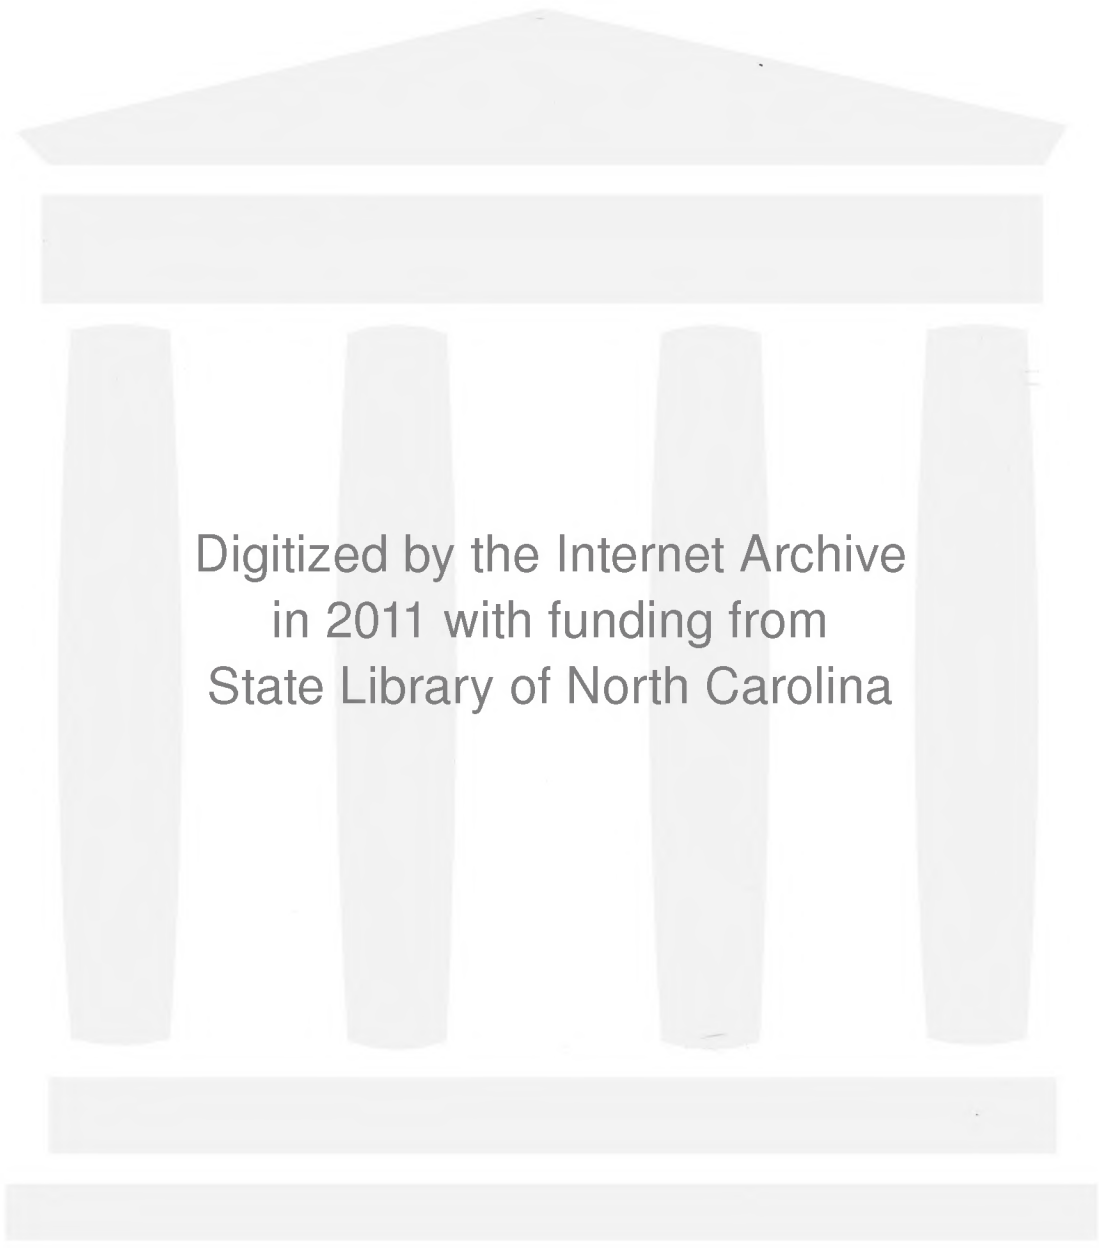 Digitized by the Internet Archive
in 2011 with funding from
State Library of North Carolina